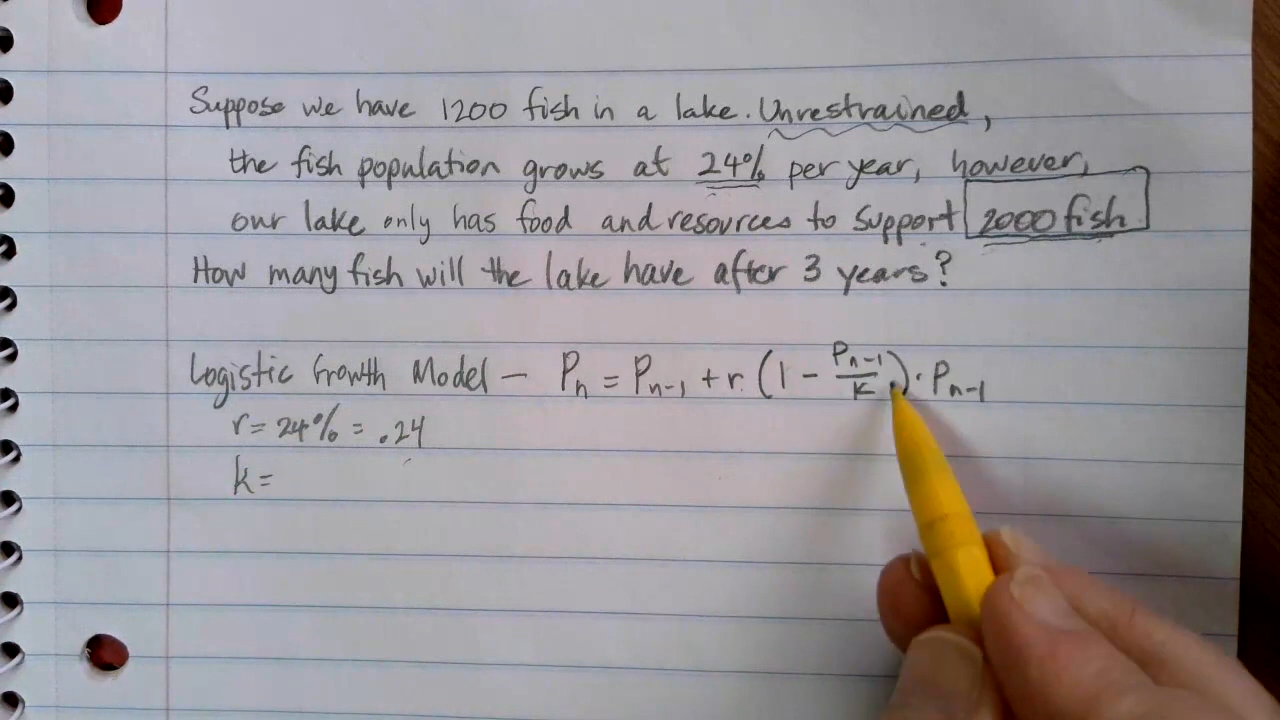 Suppose we have 1200 fish in a lake. Unrestrained,
the fish population grows at 24% per year, however,
our lake only has food and resources to support 2000 fish
How many fish will the lake have after 3 years?
Logistic Growth Model - Pn = Pn-1 + r (1 - Pn-1/K) · Pn-1
r = 24% = .24
k =